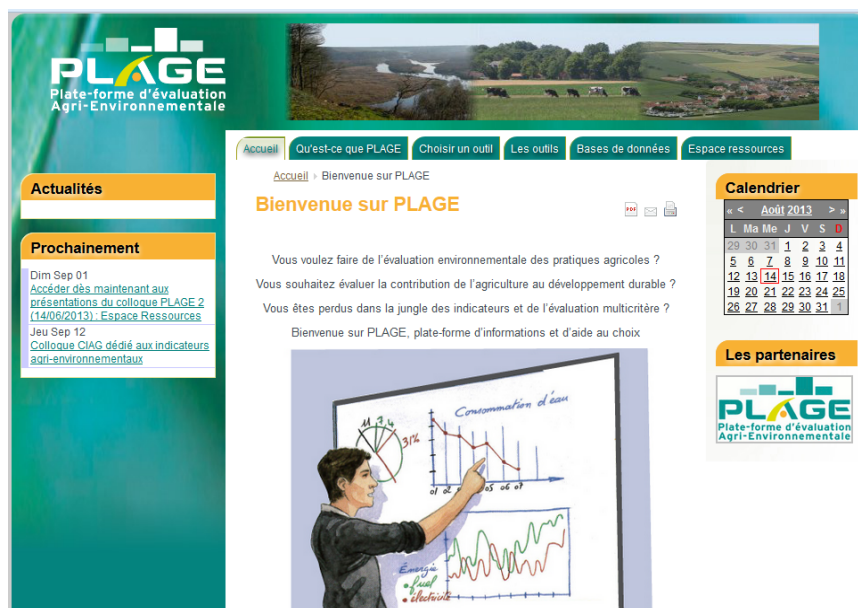 PLAGE
Plate-forme d'évaluation
Agri-Environnementale
Accueil Qu'est-ce que PLAGE Choisir un outil Les outils Bases de données Espace ressources
Actualités
Prochainement
Dim Sep 01
Accéder dès maintenant aux
présentations du colloque PLAGE 2
(14/06/2013) : Espace Ressources
Jeu Sep 12
Colloque CIAG dédié aux indicateurs
agri-environnementaux
Accueil Bienvenue sur PLAGE
Bienvenue sur PLAGE
PDF
Vous voulez faire de l'évaluation environnementale des pratiques agricoles ?
Vous souhaitez évaluer la contribution de l'agriculture au développement durable ?
Vous êtes perdus dans la jungle des indicateurs et de l'évaluation multicritère ?
Bienvenue sur PLAGE, plate-forme d'informations et d'aide au choix
Consommation d'eau
31%
05 06 07
Énergie
fuel
électricité
Calendrier
« < Août 2013 > »
L Ma Me J V S D
29 30 31 1 2 3 4
5 6 7 8 9 10 11
12 13 14 15 16 17 18
19 20 21 22 23 24 25
26 27 28 29 30 31 1
Les partenaires
PLAGE
Plate-forme d'évaluation
Agri-Environnementale